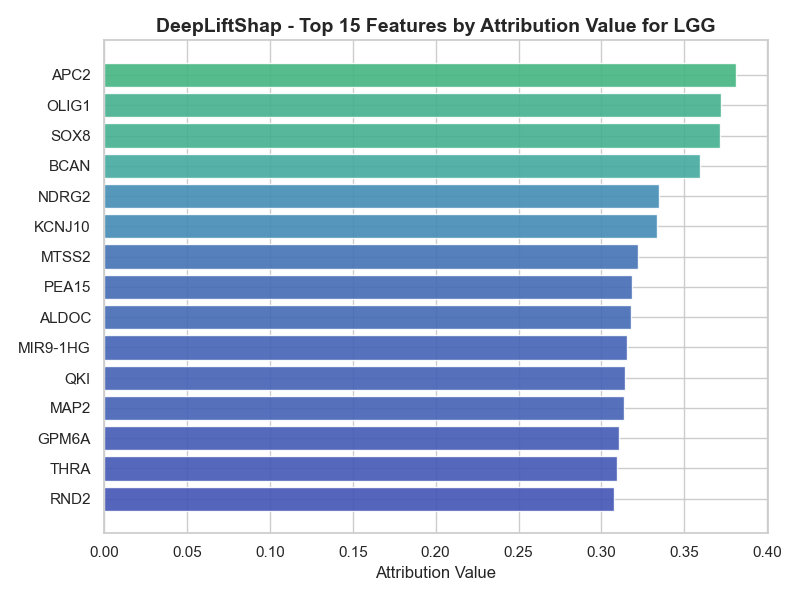 DeepLiftShap - Top 15 Features by Attribution Value for LGG
APC2
OLIG1
SOX8
BCAN
NDRG2
KCNJ10
MTSS2
PEA15
ALDOC
MIR9-1HG
QKI
MAP2
GPM6A
THRA
RND2
0.00 0.05 0.10 0.15 0.20 0.25 0.30 0.35 0.40
Attribution Value